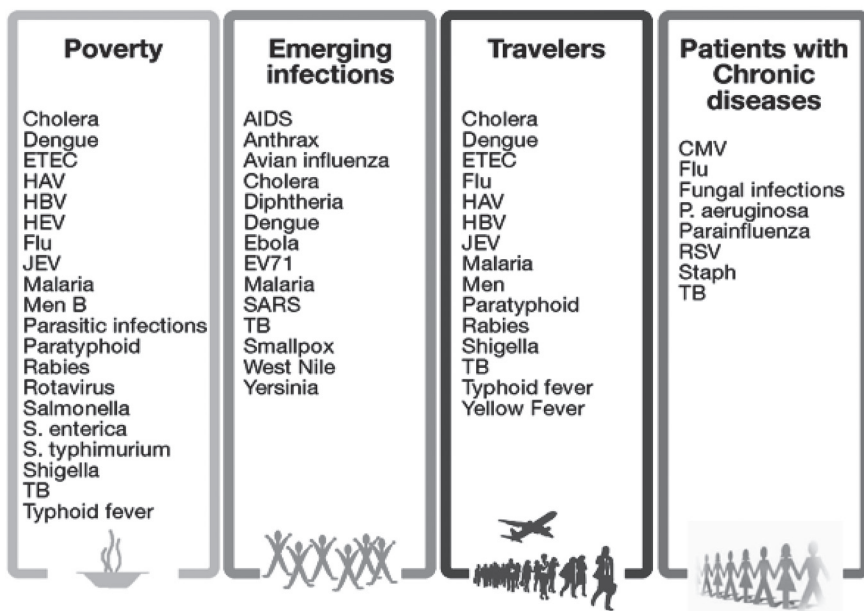 Poverty
Cholera
Dengue
ETEC
HAV
HBV
HEV
Flu
JEV
Malaria
Men B
Parasitic infections
Paratyphoid
Rabies
Rotavirus
Salmonella
S. enterica
S. typhimurium
Shigella
TB
Typhoid fever
Emerging
infections
AIDS
Anthrax
Avian influenza
Cholera
Diphtheria
Dengue
Ebola
EV71
Malaria
SARS
TB
Smallpox
West Nile
Yersinia
Travelers
Cholera
Dengue
ETEC
Flu
HAV
HBV
JEV
Malaria
Men
Paratyphoid
Rabies
Shigella
TB
Typhoid fever
Yellow Fever
Patients with
Chronic
diseases
CMV
Flu
Fungal infections
P. aeruginosa
Parainfluenza
RSV
Staph
TB